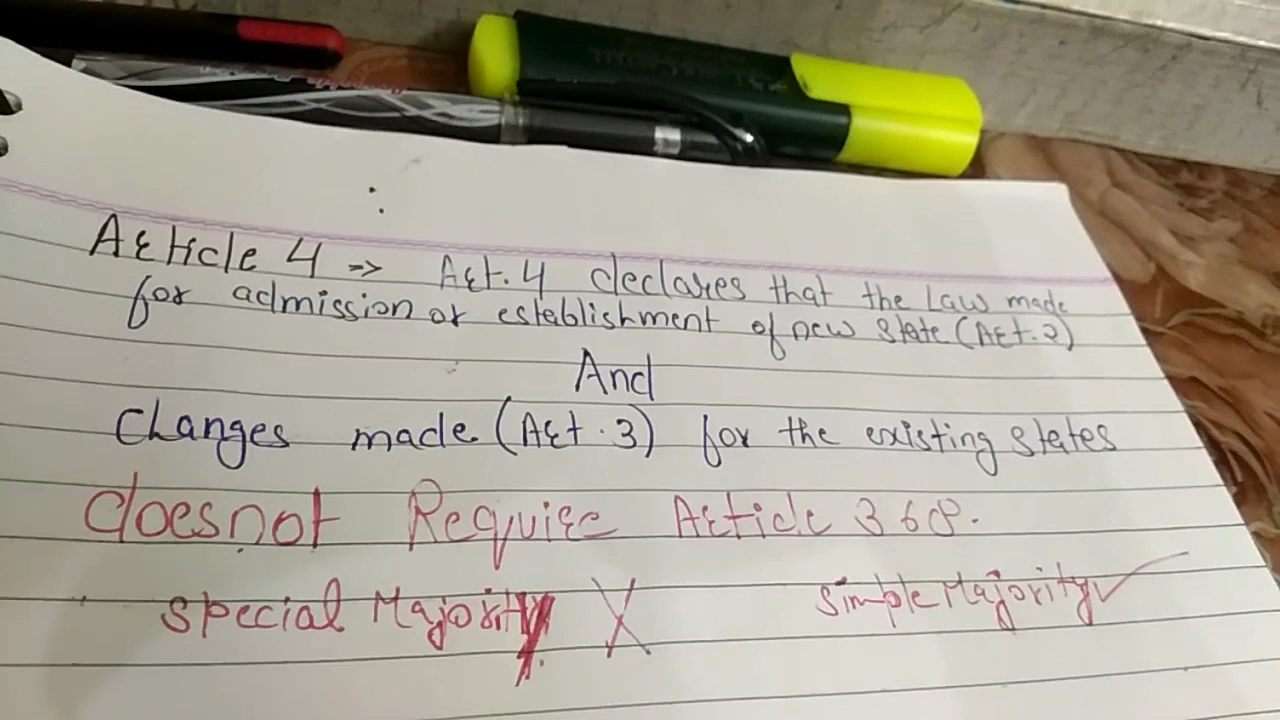 Article 4 => Art. 4 declares that the Law made
for admission or establishment of new state (Art. 2)
And
Changes made (Art. 3) for the existing states
doesnot Require Article 368.
Special Majority X Simple Majority ✓